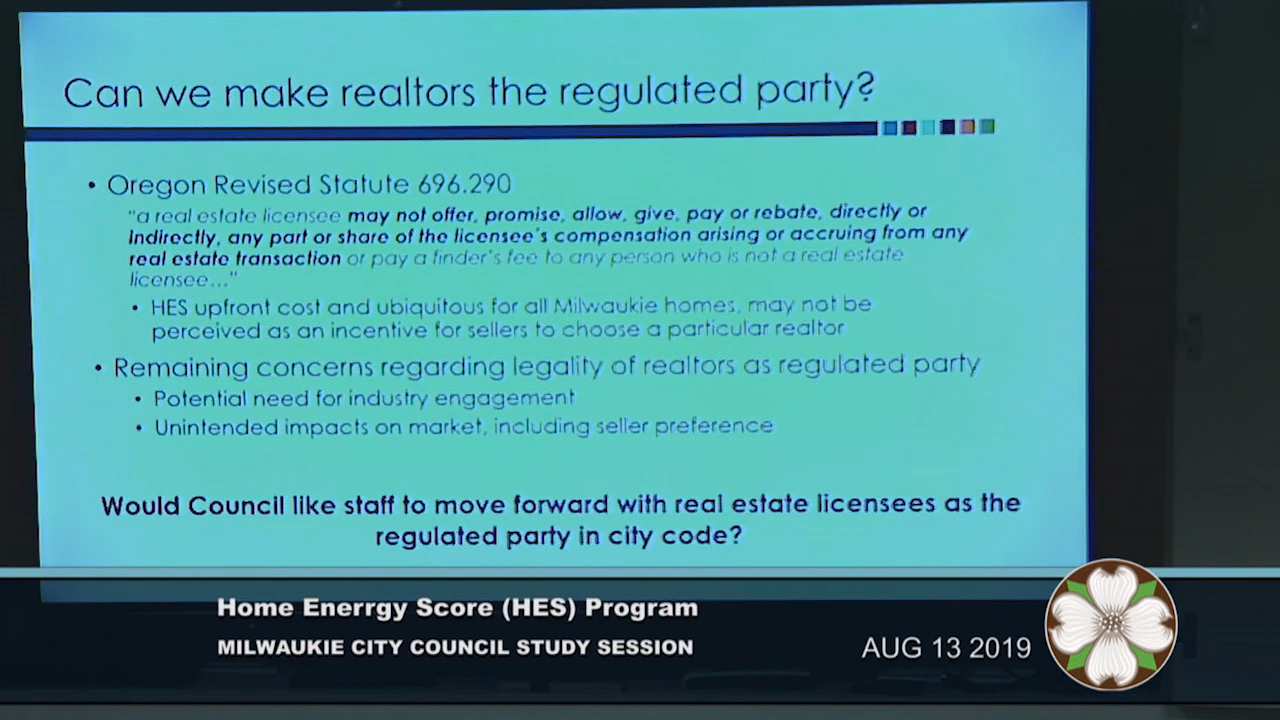 Can we make realtors the regulated party?
• Oregon Revised Statute 696.290
"a real estate licensee may not offer, promise, allow, give, pay or rebate, directly or
indirectly, any part or share of the licensee's compensation arising or accruing from any
real estate transaction or pay a finder's fee to any person who is not a real estate
licensee…"
• HES upfront cost and ubiquitous for all Milwaukie homes, may not be
perceived as an incentive for sellers to choose a particular realtor
• Remaining concerns regarding legality of realtors as regulated party
• Potential need for industry engagement
• Unintended impacts on market, including seller preference
Would Council like staff to move forward with real estate licensees as the
regulated party in city code?
Home Enerrgy Score (HES) Program
MILWAUKIE CITY COUNCIL STUDY SESSION
AUG 13 2019